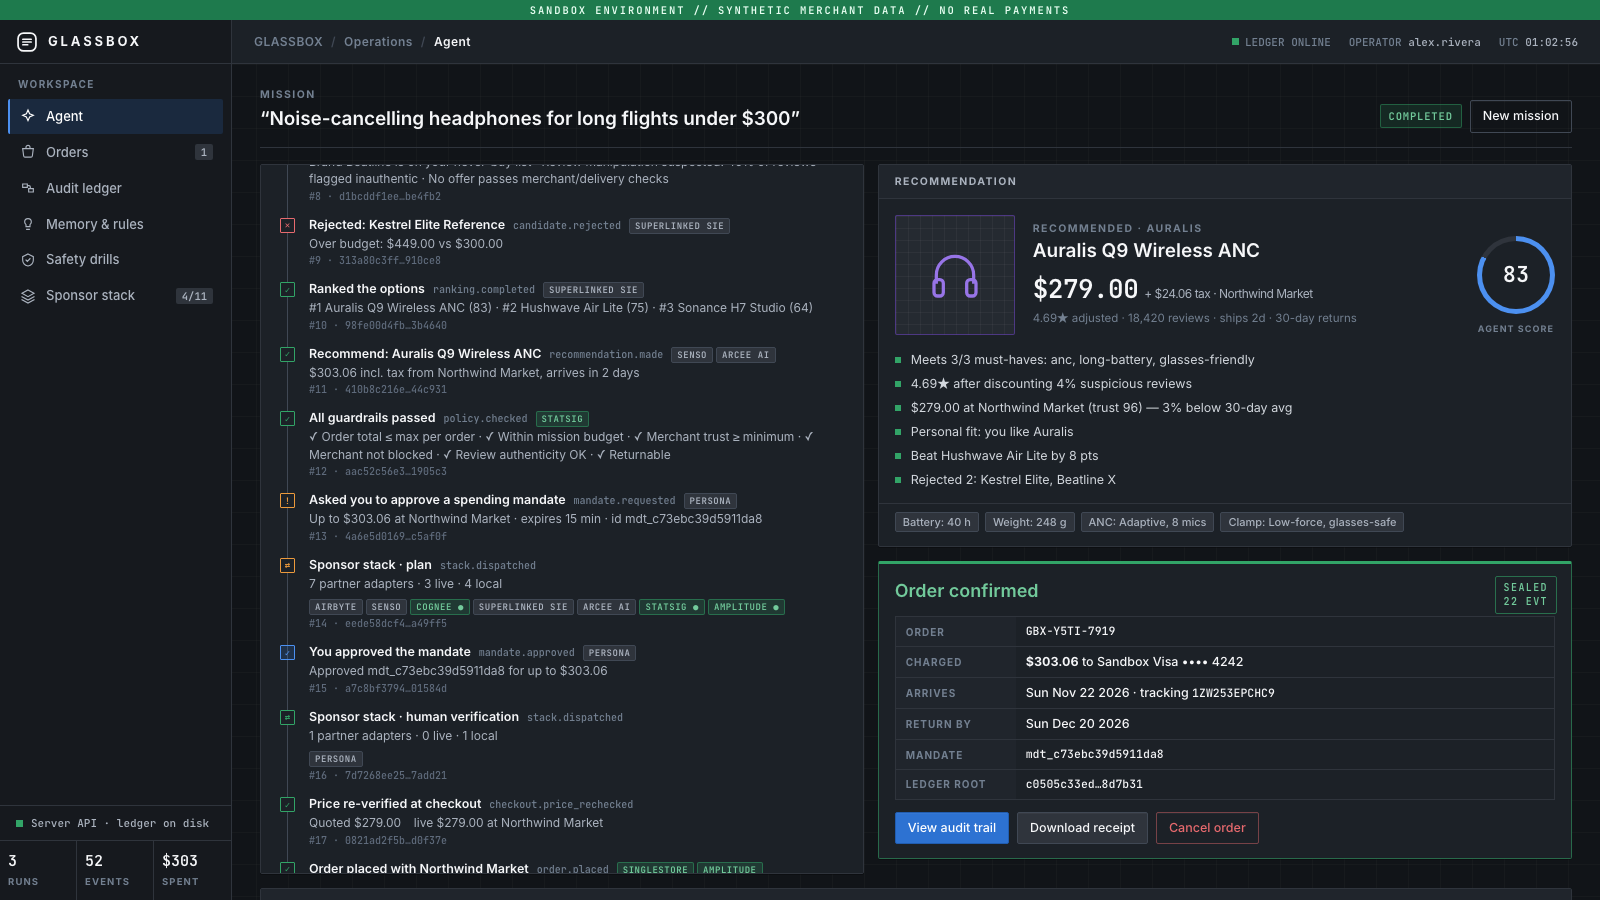 SANDBOX ENVIRONMENT // SYNTHETIC MERCHANT DATA // NO REAL PAYMENTS
GLASSBOX
GLASSBOX / Operations / Agent
LEDGER ONLINE OPERATOR alex.rivera UTC 01:02:56
WORKSPACE
Agent
Orders 1
Audit ledger
Memory & rules
Safety drills
Sponsor stack 4/11
Server API · ledger on disk
3
RUNS
52
EVENTS
$303
SPENT
MISSION
“Noise-cancelling headphones for long flights under $300”
COMPLETED
New mission
flagged inauthentic · No offer passes merchant/delivery checks
#8 · d1bcddf1ee…be4fb2
Rejected: Kestrel Elite Reference candidate.rejected SUPERLINKED SIE
Over budget: $449.00 vs $300.00
#9 · 313a80c3ff…910ce8
Ranked the options ranking.completed SUPERLINKED SIE
#1 Auralis Q9 Wireless ANC (83) · #2 Hushwave Air Lite (75) · #3 Sonance H7 Studio (64)
#10 · 98fe00d4fb…3b4640
Recommend: Auralis Q9 Wireless ANC recommendation.made SENSO ARCEE AI
$303.06 incl. tax from Northwind Market, arrives in 2 days
#11 · 410b8c216e…44c931
All guardrails passed policy.checked STATSIG
✓ Order total ≤ max per order · ✓ Within mission budget · ✓ Merchant trust ≥ minimum · ✓
Merchant not blocked · ✓ Review authenticity OK · ✓ Returnable
#12 · aac52c56e3…1905c3
Asked you to approve a spending mandate mandate.requested PERSONA
Up to $303.06 at Northwind Market · expires 15 min · id mdt_c73ebc39d5911da8
#13 · 4a6e5d0169…c5af0f
Sponsor stack · plan stack.dispatched
7 partner adapters · 3 live · 4 local
AIRBYTE SENSO COGNEE ● SUPERLINKED SIE ARCEE AI STATSIG ● AMPLITUDE ●
#14 · eede58dcf4…a49ff5
You approved the mandate mandate.approved PERSONA
Approved mdt_c73ebc39d5911da8 for up to $303.06
#15 · a7c8bf3794…01584d
Sponsor stack · human verification stack.dispatched
1 partner adapters · 0 live · 1 local
PERSONA
#16 · 7d7268ee25…7add21
Price re-verified at checkout checkout.price_rechecked
Quoted $279.00 live $279.00 at Northwind Market
#17 · 0821ad2f5b…d0f37e
Order placed with Northwind Market order.placed SINGLESTORE AMPLITUDE
RECOMMENDATION
RECOMMENDED · AURALIS
Auralis Q9 Wireless ANC
$279.00 + $24.06 tax · Northwind Market
4.69★ adjusted · 18,420 reviews · ships 2d · 30-day returns
83
AGENT SCORE
Meets 3/3 must-haves: anc, long-battery, glasses-friendly
4.69★ after discounting 4% suspicious reviews
$279.00 at Northwind Market (trust 96) — 3% below 30-day avg
Personal fit: you like Auralis
Beat Hushwave Air Lite by 8 pts
Rejected 2: Kestrel Elite, Beatline X
Battery: 40 h Weight: 248 g ANC: Adaptive, 8 mics Clamp: Low-force, glasses-safe
Order confirmed
SEALED
22 EVT
ORDER GBX-Y5TI-7919
CHARGED $303.06 to Sandbox Visa •••• 4242
ARRIVES Sun Nov 22 2026 · tracking 1ZW253EPCHC9
RETURN BY Sun Dec 20 2026
MANDATE mdt_c73ebc39d5911da8
LEDGER ROOT c0505c33ed…8d7b31
View audit trail
Download receipt
Cancel order